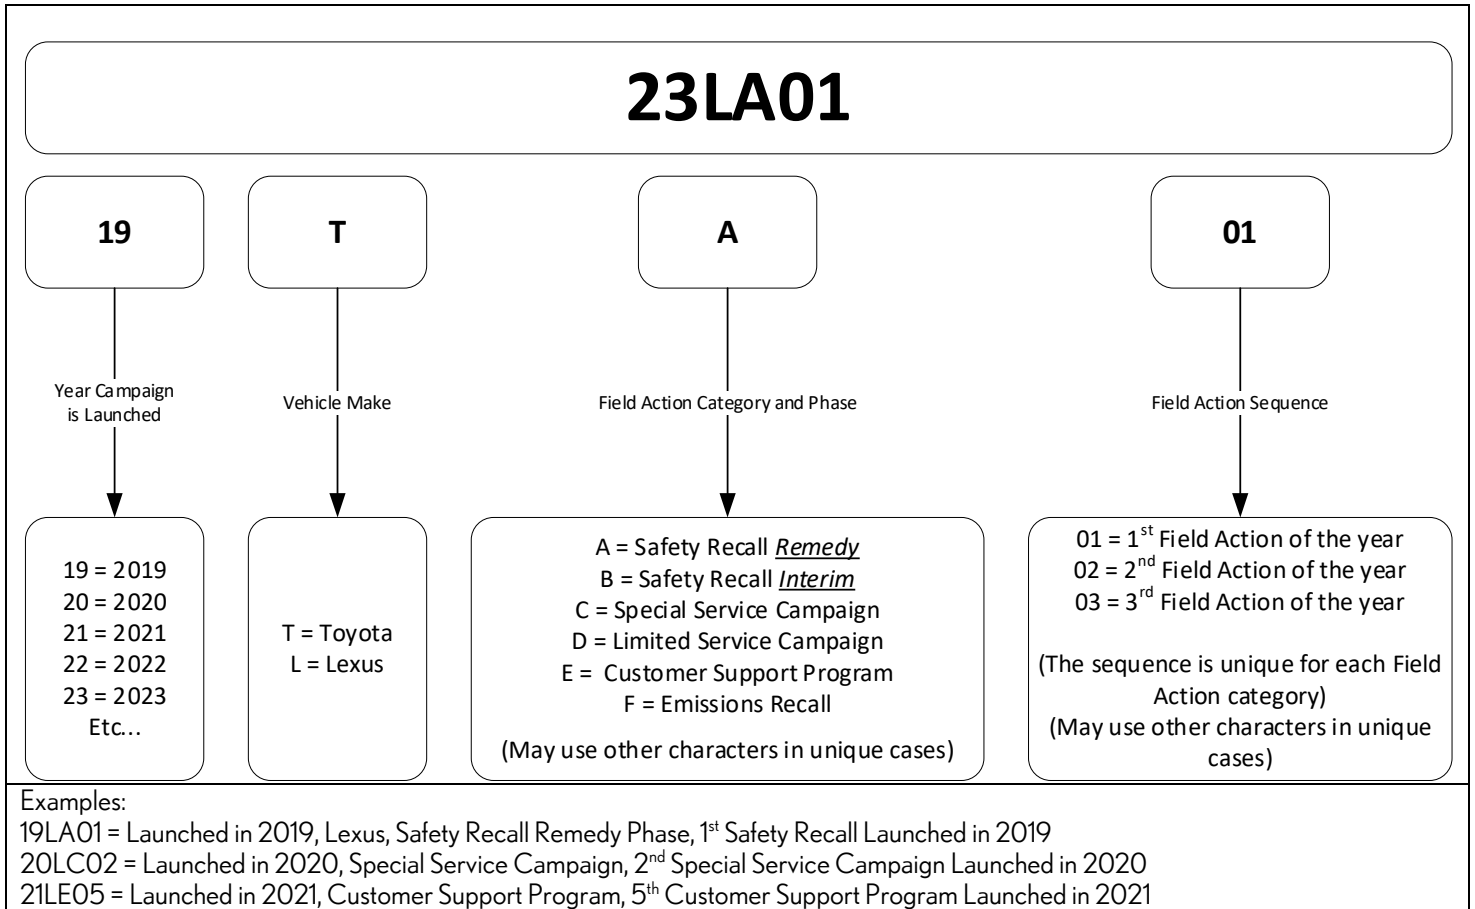 23LA01
19
T
A
01
Year Campaign
is Launched
Vehicle Make
Field Action Category and Phase
Field Action Sequence
19 = 2019
20 = 2020
21 = 2021
22 = 2022
23 = 2023
Etc...
T = Toyota
L = Lexus
A = Safety Recall Remedy
B = Safety Recall Interim
C = Special Service Campaign
D = Limited Service Campaign
E = Customer Support Program
F = Emissions Recall
(May use other characters in unique cases)
01 = 1st Field Action of the year
02 = 2nd Field Action of the year
03 = 3rd Field Action of the year
(The sequence is unique for each Field
Action category)
(May use other characters in unique
cases)
Examples:
19LA01 = Launched in 2019, Lexus, Safety Recall Remedy Phase, 1st Safety Recall Launched in 2019
20LC02 = Launched in 2020, Special Service Campaign, 2nd Special Service Campaign Launched in 2020
21LE05 = Launched in 2021, Customer Support Program, 5th Customer Support Program Launched in 2021